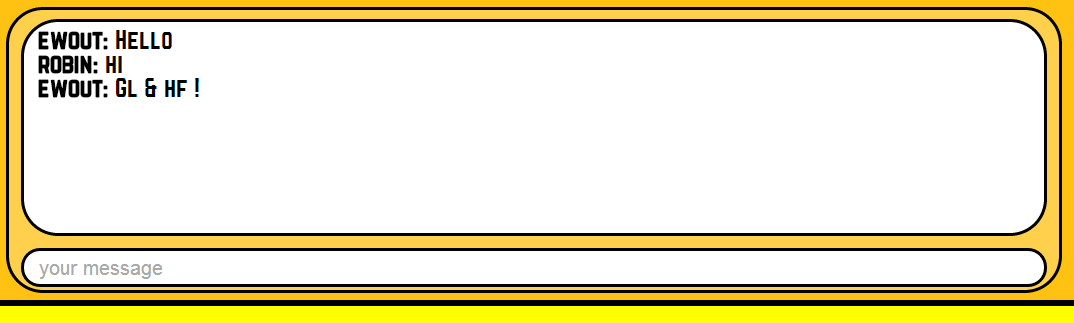 EWOUT: Hello
ROBIN: hi
EWOUT: Gl & hf !
your message